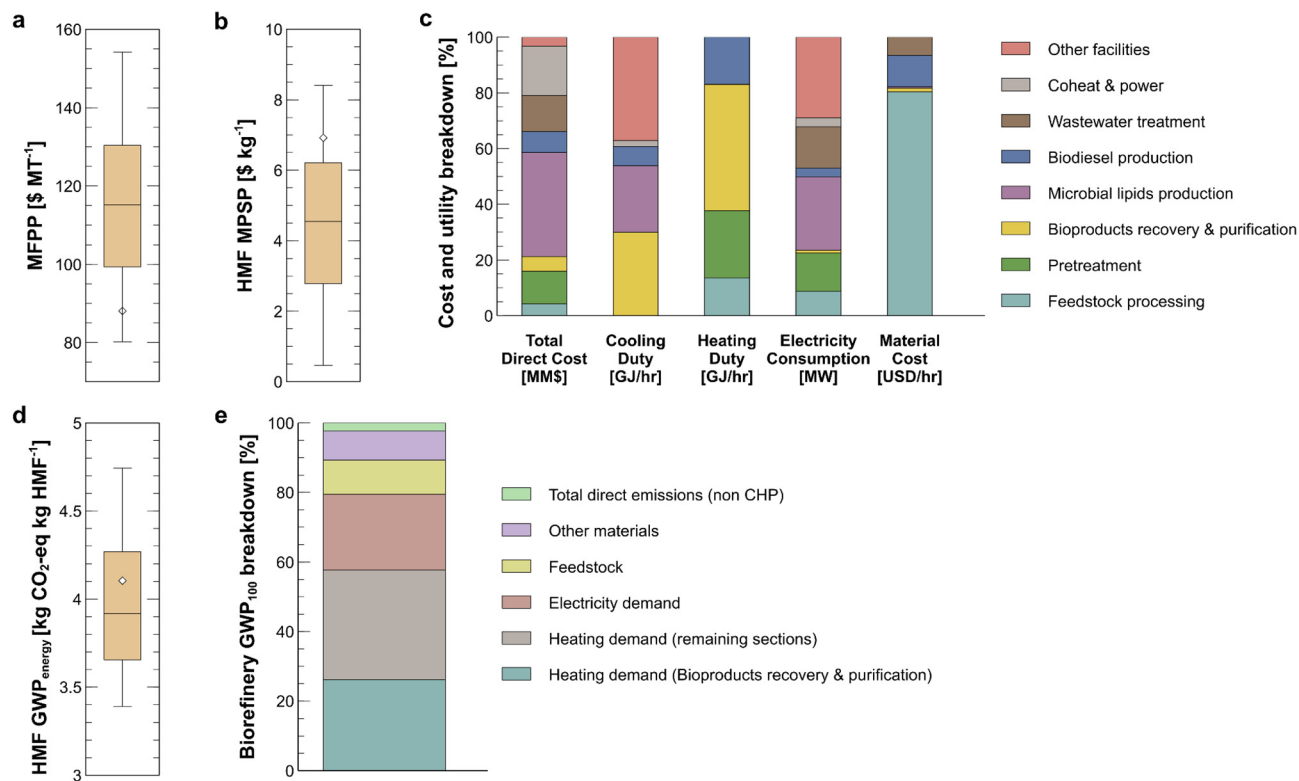 a
160
140
120
100
80
MFPP [$ MT⁻¹]
b
10
8
6
4
2
0
HMF MPSP [$ kg⁻¹]
c
100
80
60
40
20
0
Cost and utility breakdown [%]
Total
Direct Cost
[MM$]
Cooling
Duty
[GJ/hr]
Heating
Duty
[GJ/hr]
Electricity
Consumption
[MW]
Material
Cost
[USD/hr]
Other facilities
Coheat & power
Wastewater treatment
Biodiesel production
Microbial lipids production
Bioproducts recovery & purification
Pretreatment
Feedstock processing
d
5
4.5
4
3.5
3
HMF GWPenergy [kg CO₂-eq kg HMF⁻¹]
e
100
80
60
40
20
0
Biorefinery GWP₁₀₀ breakdown [%]
Total direct emissions (non CHP)
Other materials
Feedstock
Electricity demand
Heating demand (remaining sections)
Heating demand (Bioproducts recovery & purification)